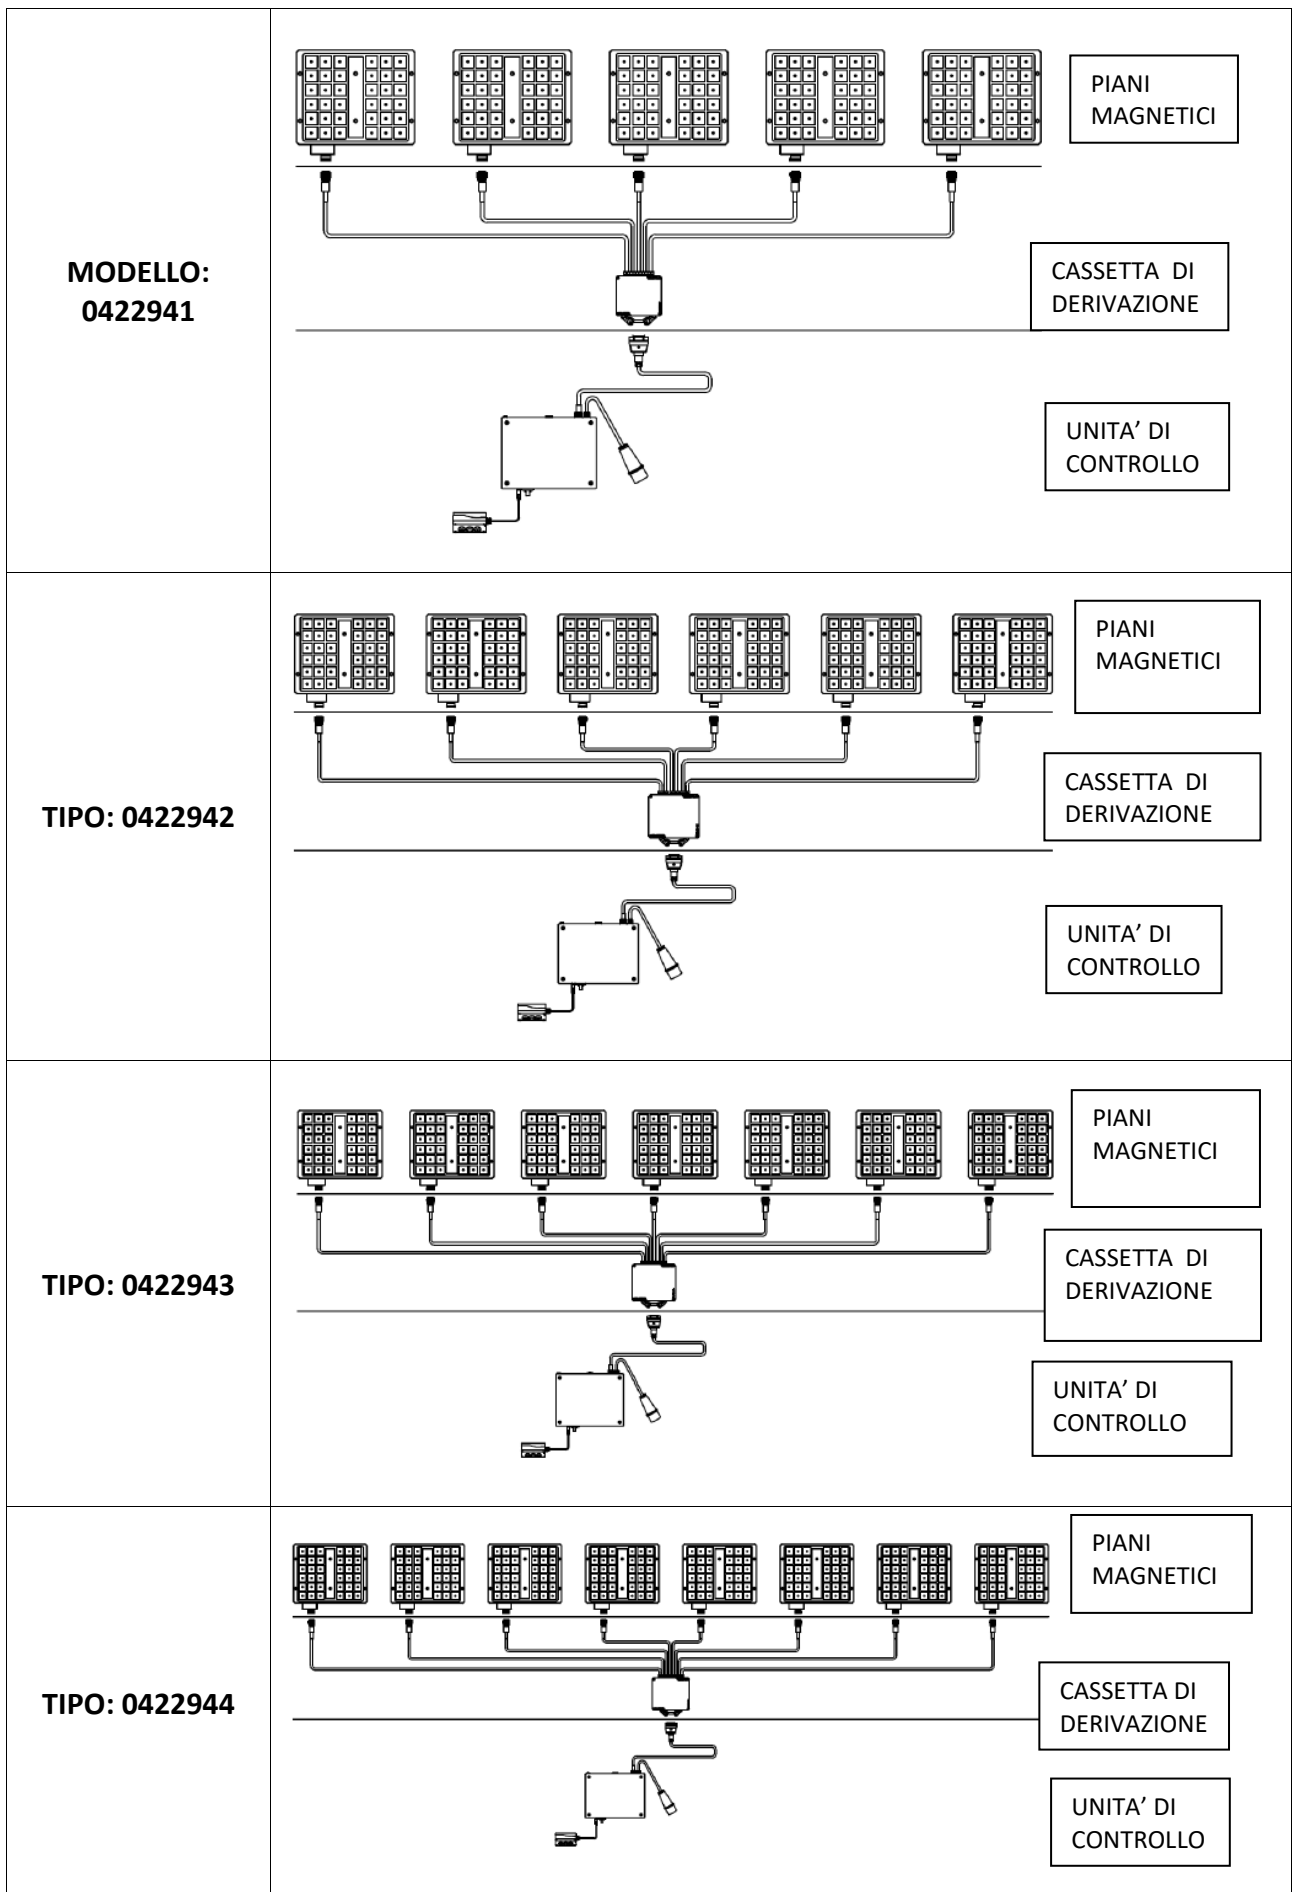 MODELLO:
0422941
PIANI
MAGNETICI
CASSETTA DI
DERIVAZIONE
UNITA’ DI
CONTROLLO
TIPO: 0422942
PIANI
MAGNETICI
CASSETTA DI
DERIVAZIONE
UNITA’ DI
CONTROLLO
TIPO: 0422943
PIANI
MAGNETICI
CASSETTA DI
DERIVAZIONE
UNITA’ DI
CONTROLLO
TIPO: 0422944
PIANI
MAGNETICI
CASSETTA DI
DERIVAZIONE
UNITA’ DI
CONTROLLO